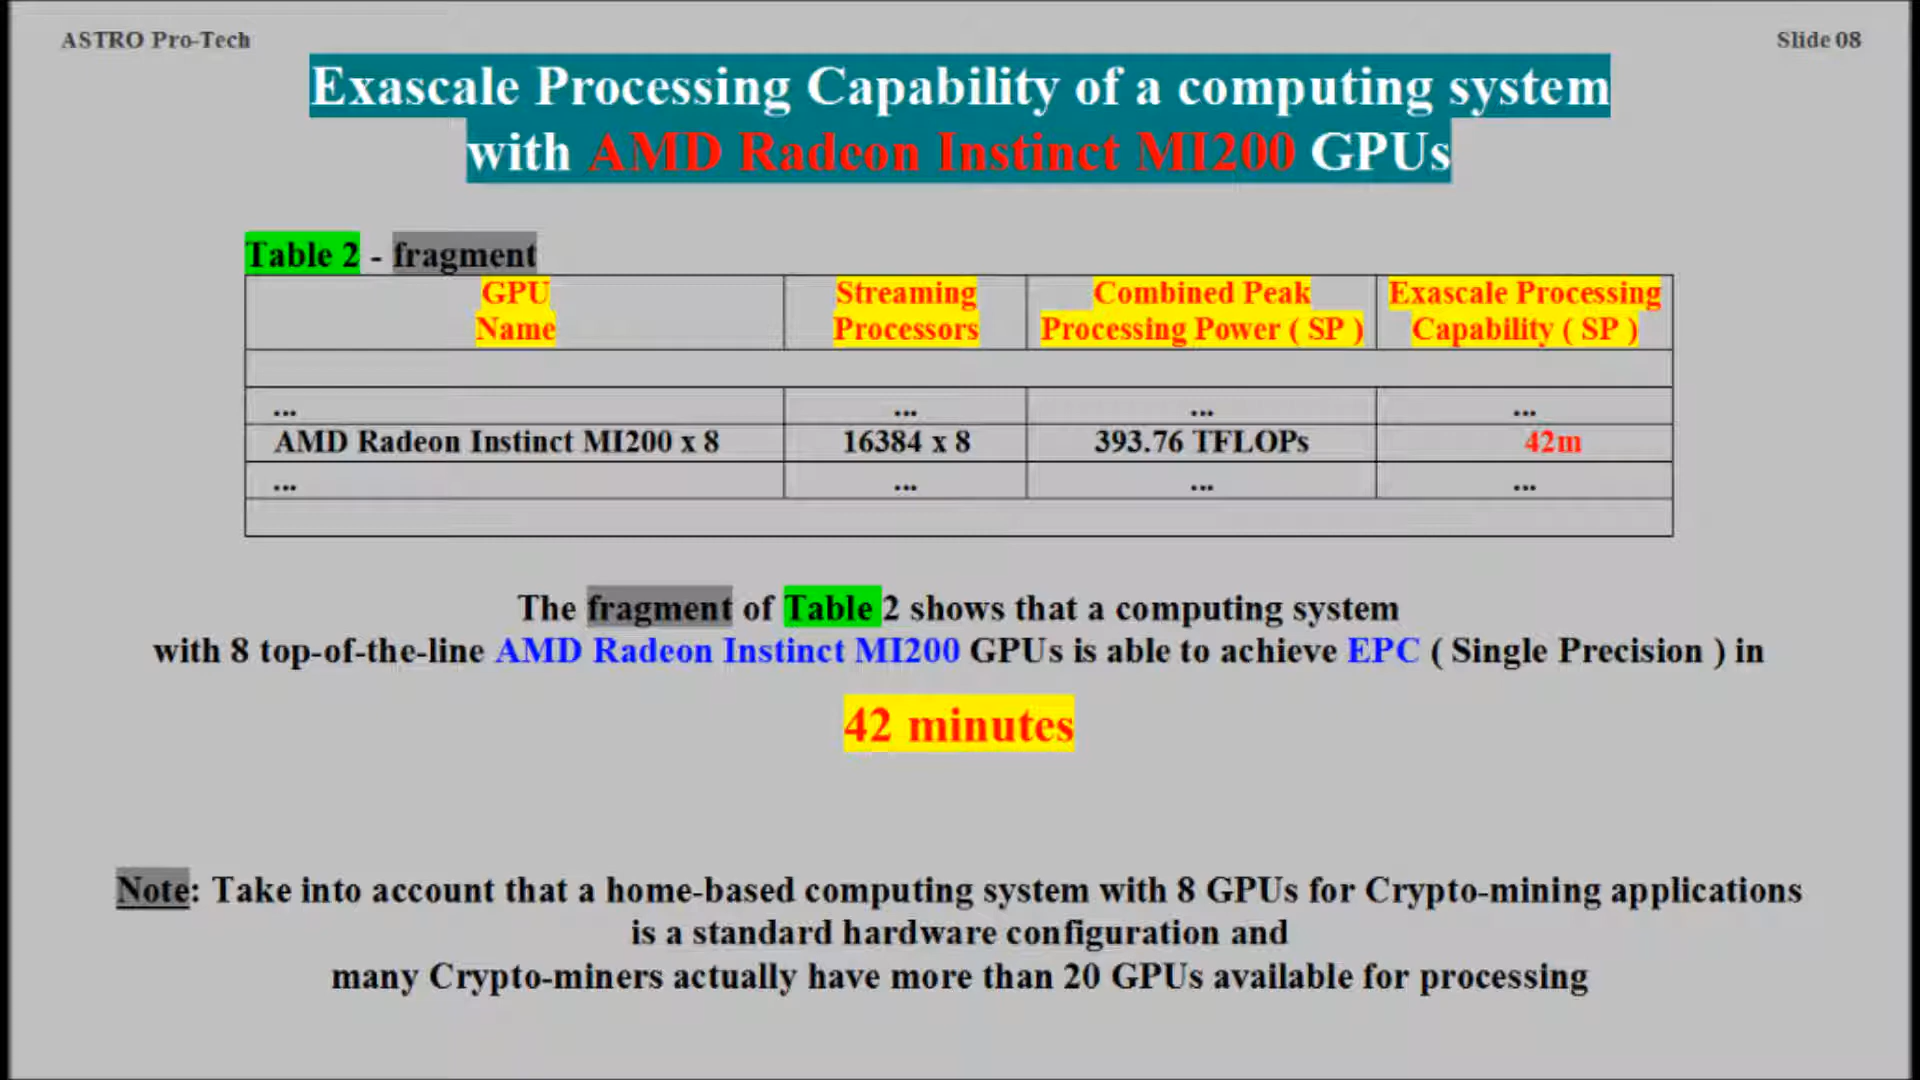 ASTRO Pro-Tech
Slide 08
Exascale Processing Capability of a computing system
with AMD Radeon Instinct MI200 GPUs
Table 2 - fragment
GPU Name
Streaming Processors
Combined Peak Processing Power ( SP )
Exascale Processing Capability ( SP )
... ... ... ...
AMD Radeon Instinct MI200 x 8 16384 x 8 393.76 TFLOPs 42m
... ... ... ...
The fragment of Table 2 shows that a computing system
with 8 top-of-the-line AMD Radeon Instinct MI200 GPUs is able to achieve EPC ( Single Precision ) in
42 minutes
Note: Take into account that a home-based computing system with 8 GPUs for Crypto-mining applications
is a standard hardware configuration and
many Crypto-miners actually have more than 20 GPUs available for processing